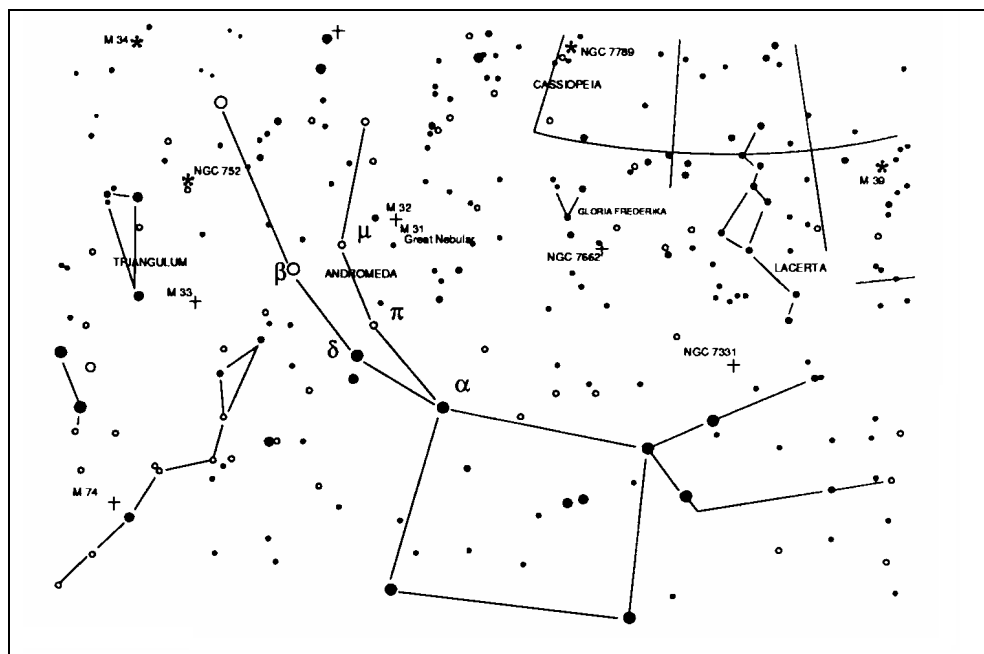 M 34
NGC 7789
CASSIOPEIA
NGC 752
M 39
M 32
M 31
GLORIA FREDERIKA
μ
Great Nebular
NGC 7662
TRIANGULUM
β
ANDROMEDA
LACERTA
M 33
π
δ
NGC 7331
α
M 74